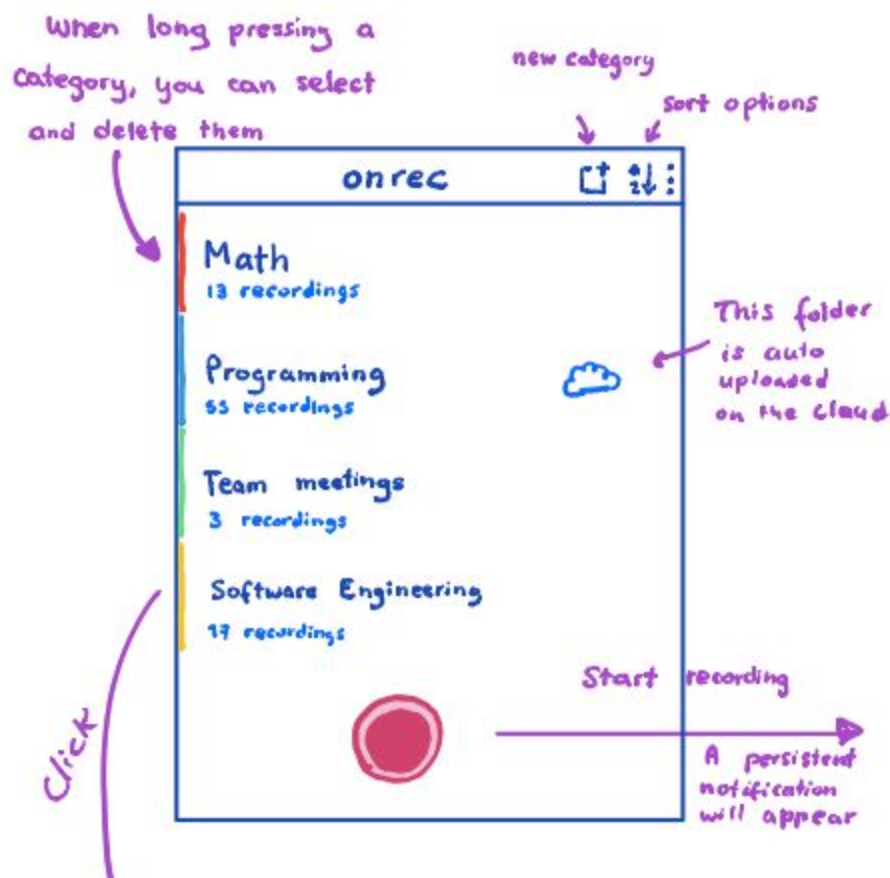 When long pressing a
category, you can select
and delete them
new category
sort options
onrec
Math
13 recordings
Programming
55 recordings
This folder
is auto
uploaded
on the cloud
Team meetings
3 recordings
Software Engineering
17 recordings
Click
Start recording
A persistent
notification
will appear